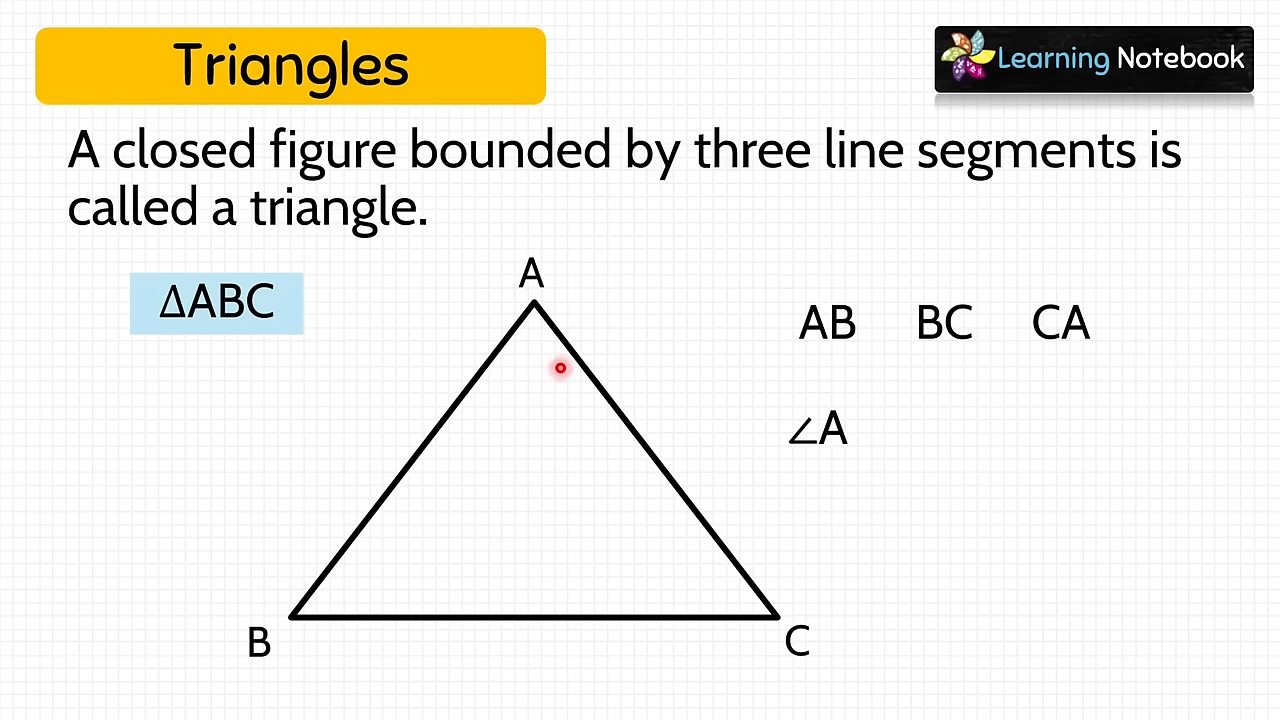 Triangles
Learning Notebook
A closed figure bounded by three line segments is
called a triangle.
ΔABC
A
AB BC CA
∠A
B
C